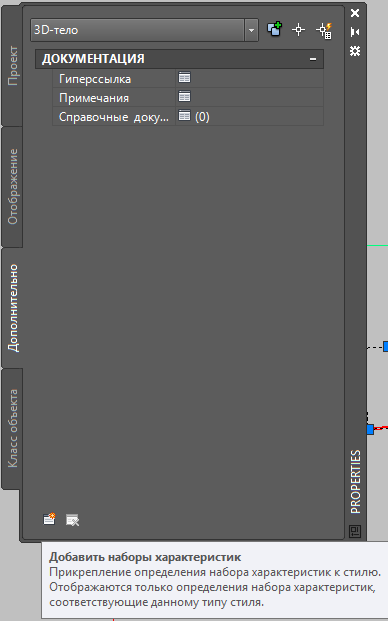 3D-тело
ДОКУМЕНТАЦИЯ
Гиперссылка
Примечания
Справочные доку... (0)
Проект
Отображение
Дополнительно
Класс объекта
PROPERTIES
Добавить наборы характеристик
Прикрепление определения набора характеристик к стилю.
Отображаются только определения набора характеристик,
соответствующие данному типу стиля.